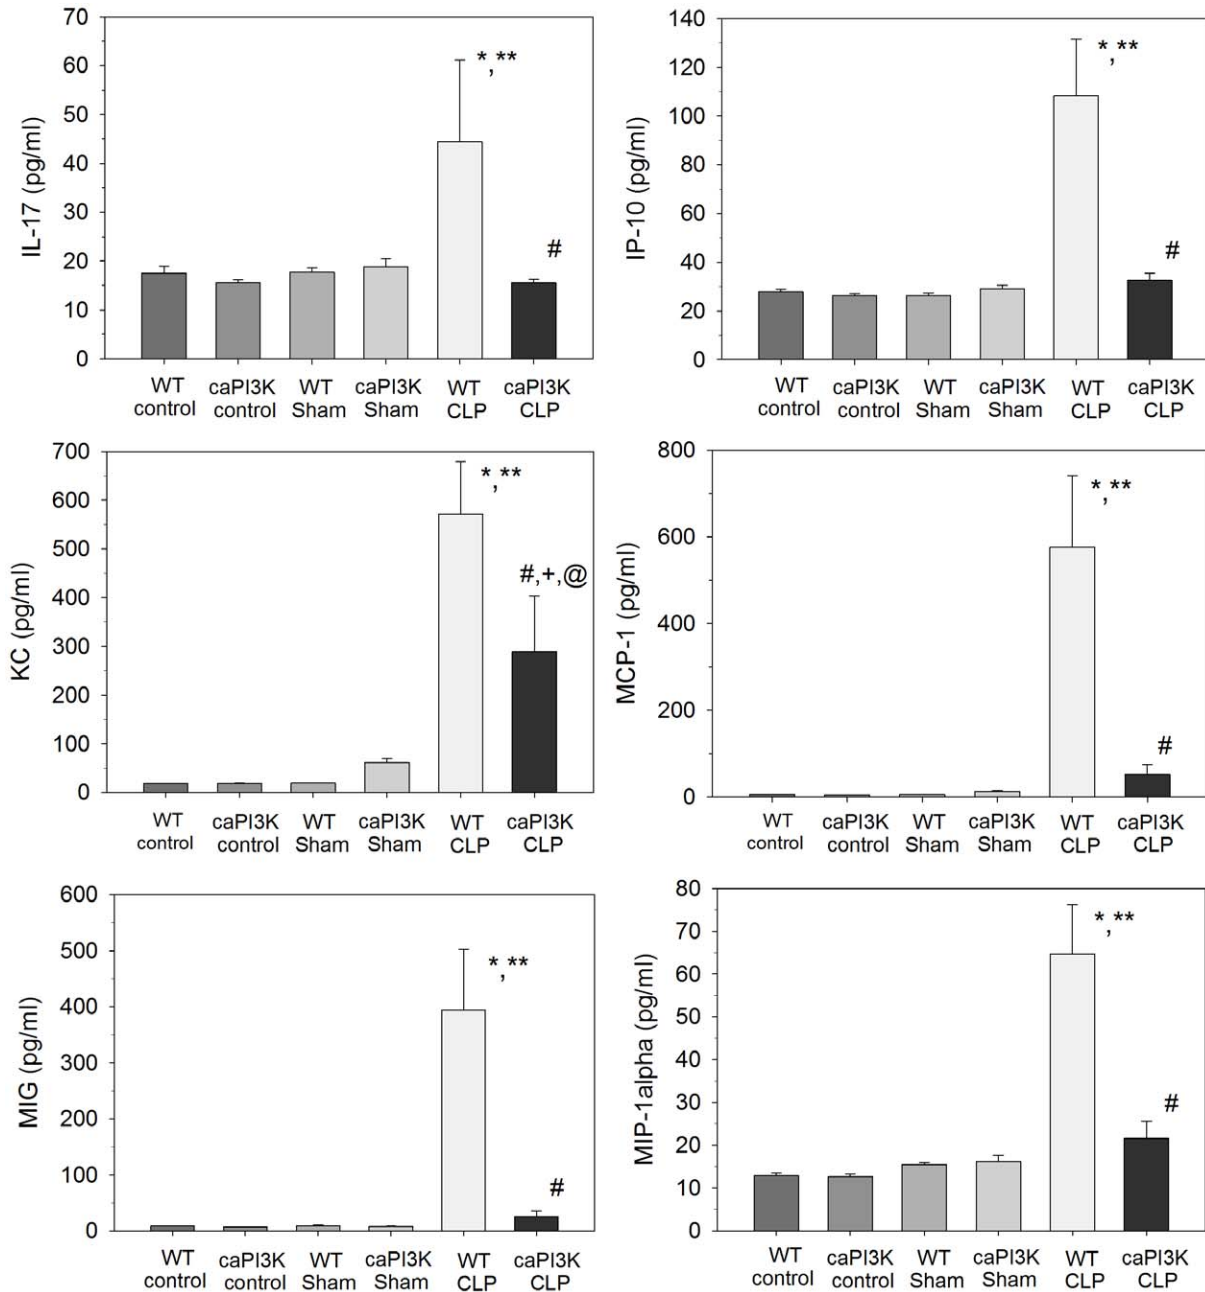 IL-17 (pg/ml)
70
60
50
40
30
20
10
0
*,**
#
WT
control
caPI3K
control
WT
Sham
caPI3K
Sham
WT
CLP
caPI3K
CLP
IP-10 (pg/ml)
140
120
100
80
60
40
20
0
*,**
#
WT
control
caPI3K
control
WT
Sham
caPI3K
Sham
WT
CLP
caPI3K
CLP
KC (pg/ml)
700
600
500
400
300
200
100
0
*,**
#,+,@
WT
control
caPI3K
control
WT
Sham
caPI3K
Sham
WT
CLP
caPI3K
CLP
MCP-1 (pg/ml)
800
600
400
200
0
*,**
#
WT
control
caPI3K
control
WT
Sham
caPI3K
Sham
WT
CLP
caPI3K
CLP
MIG (pg/ml)
600
500
400
300
200
100
0
*,**
#
WT
control
caPI3K
control
WT
Sham
caPI3K
Sham
WT
CLP
caPI3K
CLP
MIP-1alpha (pg/ml)
80
70
60
50
40
30
20
10
0
*,**
#
WT
control
caPI3K
control
WT
Sham
caPI3K
Sham
WT
CLP
caPI3K
CLP